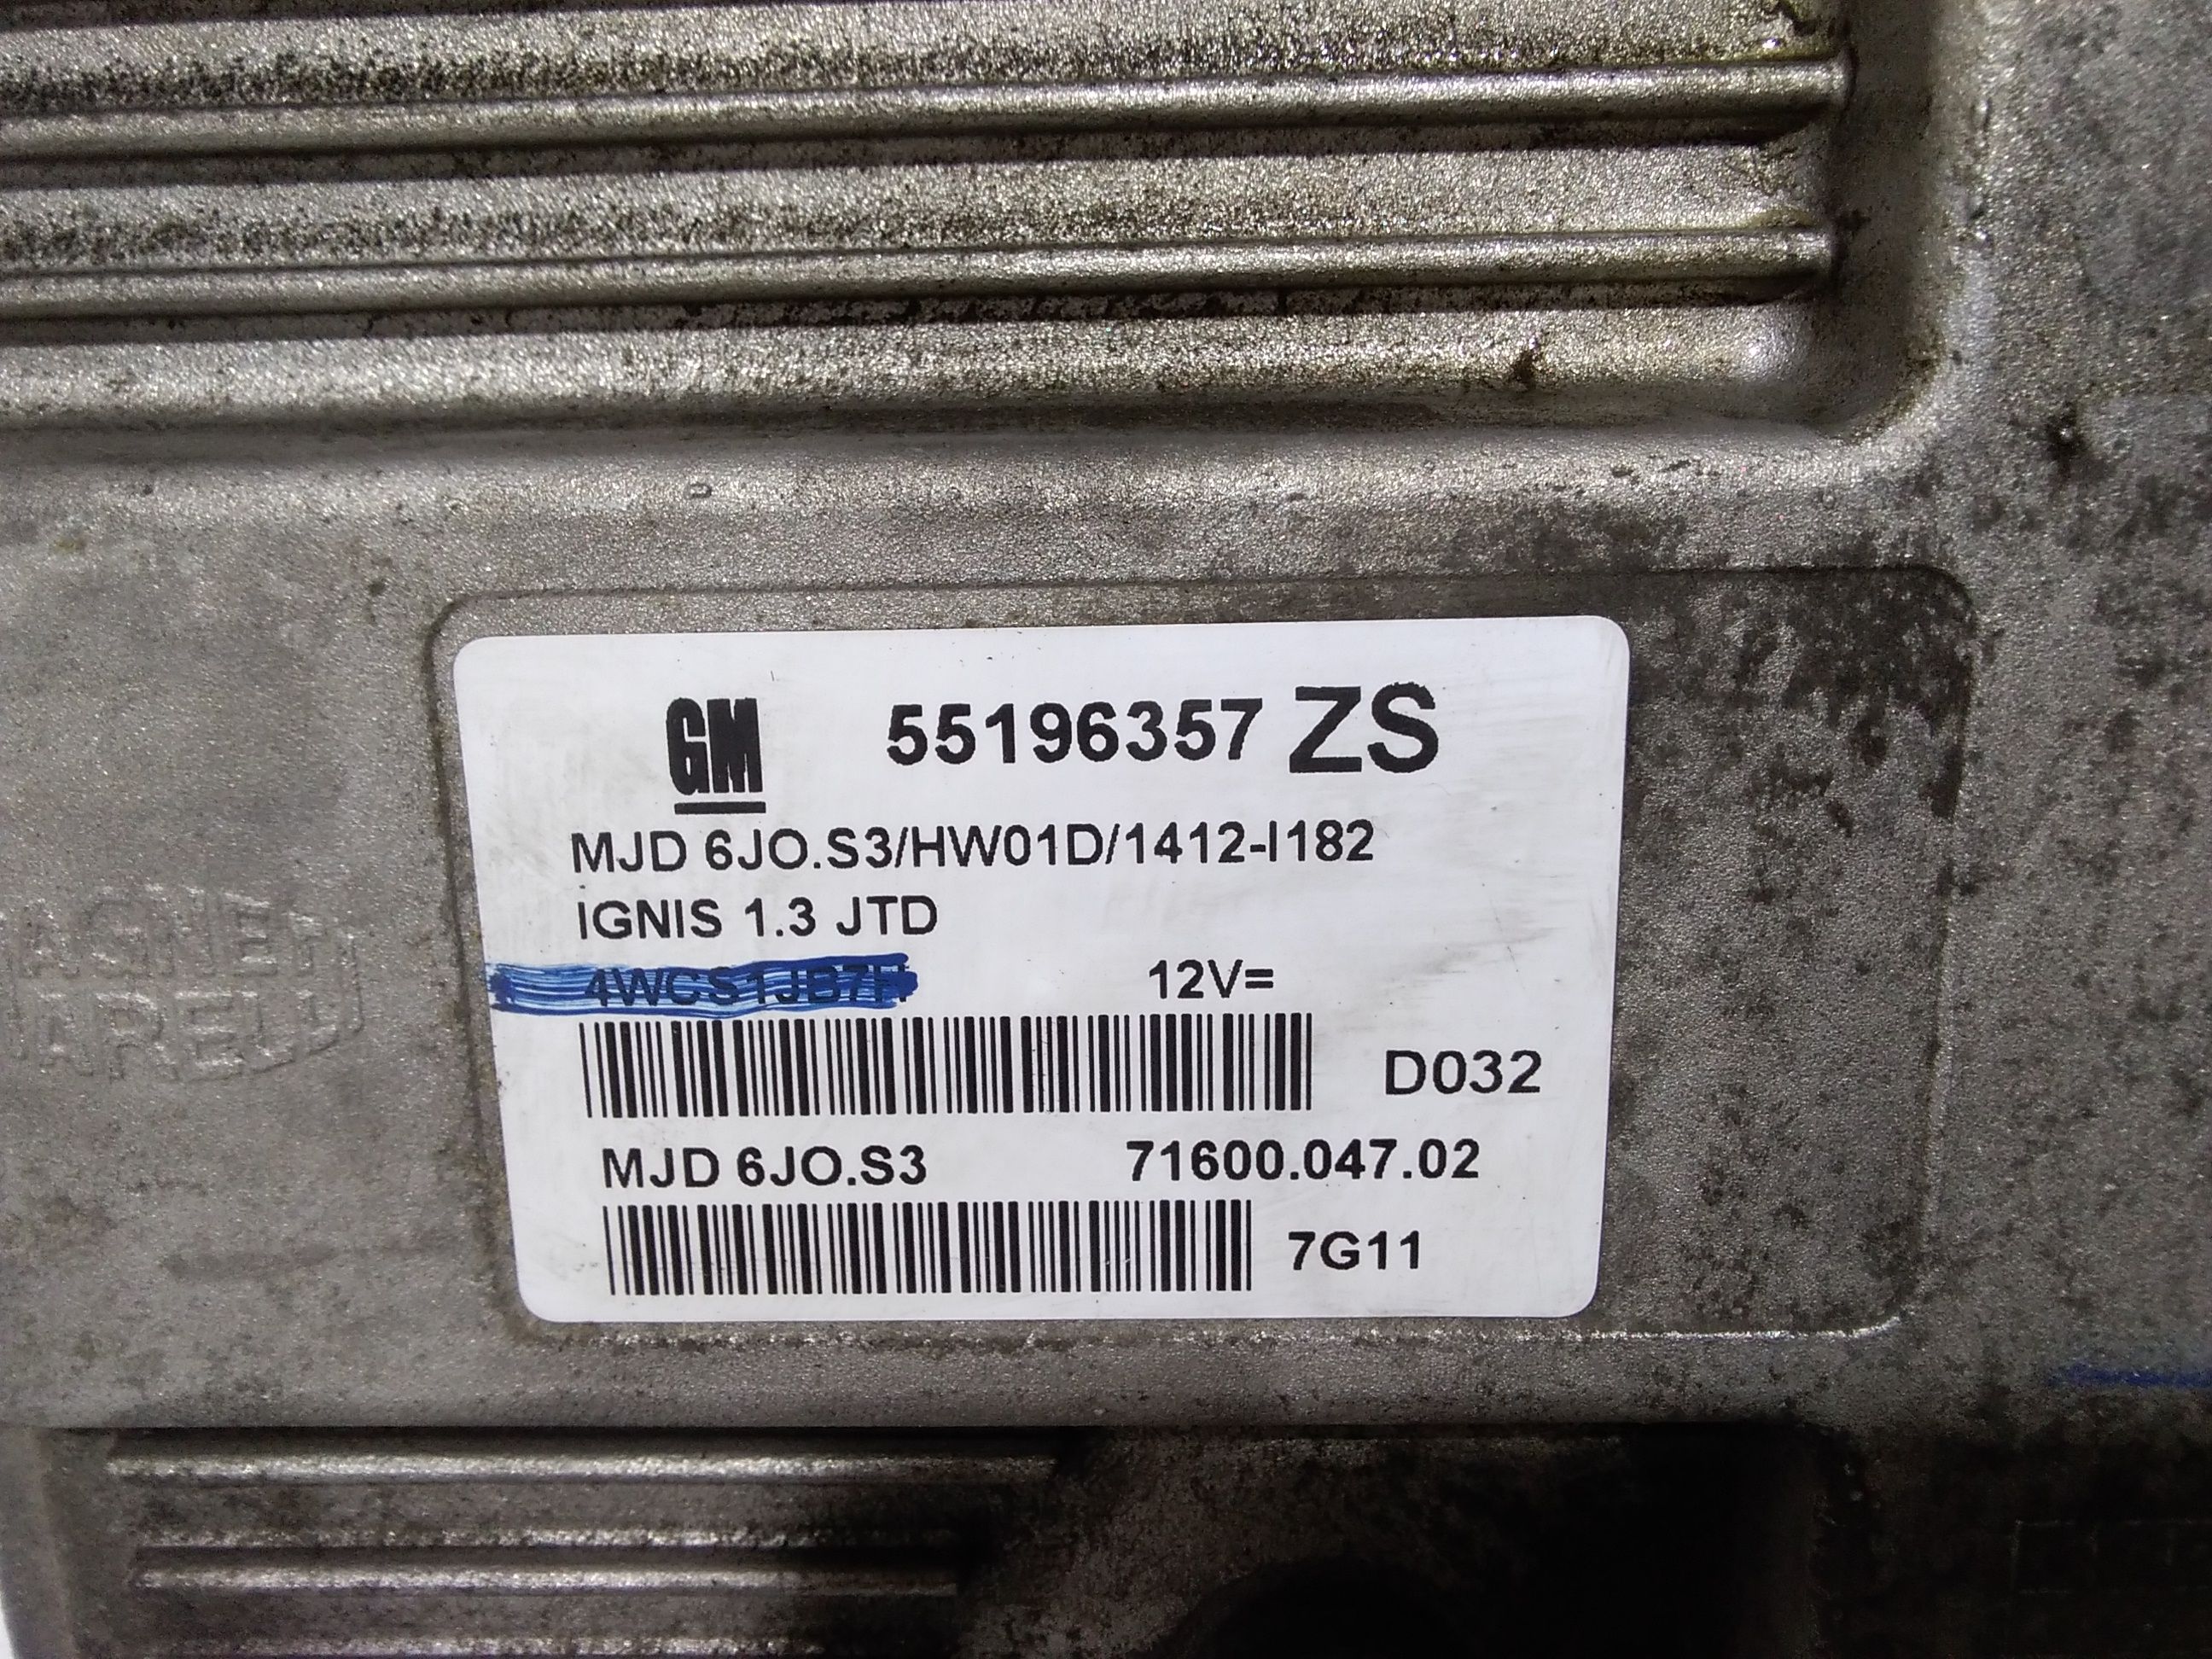 GM 55196357 ZS
MJD 6JO.S3/HW01D/1412-I182
IGNIS 1.3 JTD
4WCS1JB7H 12V=
D032
MJD 6JO.S3 71600.047.02
7G11